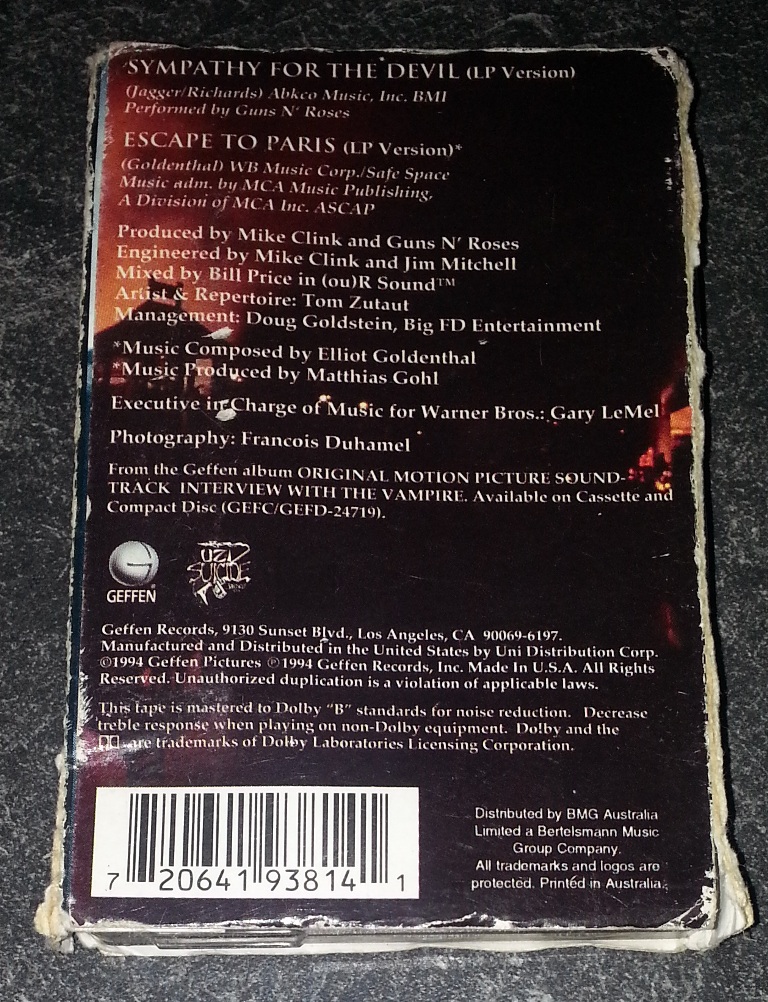 SYMPATHY FOR THE DEVIL (LP Version)
(Jagger/Richards) Abkco Music, Inc. BMI
Performed by Guns N' Roses
ESCAPE TO PARIS (LP Version)*
(Goldenthal) WB Music Corp./Safe Space
Music adm. by MCA Music Publishing,
A Division of MCA Inc. ASCAP
Produced by Mike Clink and Guns N' Roses
Engineered by Mike Clink and Jim Mitchell
Mixed by Bill Price in (ou)R Sound™
Artist & Repertoire: Tom Zutaut
Management: Doug Goldstein, Big FD Entertainment
*Music Composed by Elliot Goldenthal
*Music Produced by Matthias Gohl
Executive in Charge of Music for Warner Bros.: Gary LeMel
Photography: Francois Duhamel
From the Geffen album ORIGINAL MOTION PICTURE SOUND-
TRACK INTERVIEW WITH THE VAMPIRE. Available on Cassette and
Compact Disc (GEFC/GEFD-24719).
GEFFEN
UZI
SUICIDE
Geffen Records, 9130 Sunset Blvd., Los Angeles, CA 90069-6197.
Manufactured and Distributed in the United States by Uni Distribution Corp.
©1994 Geffen Pictures ℗1994 Geffen Records, Inc. Made In U.S.A. All Rights
Reserved. Unauthorized duplication is a violation of applicable laws.
This tape is mastered to Dolby "B" standards for noise reduction. Decrease
treble response when playing on non-Dolby equipment. Dolby and the
are trademarks of Dolby Laboratories Licensing Corporation.
7 20641 93814 1
Distributed by BMG Australia
Limited a Bertelsmann Music
Group Company.
All trademarks and logos are
protected. Printed in Australia.